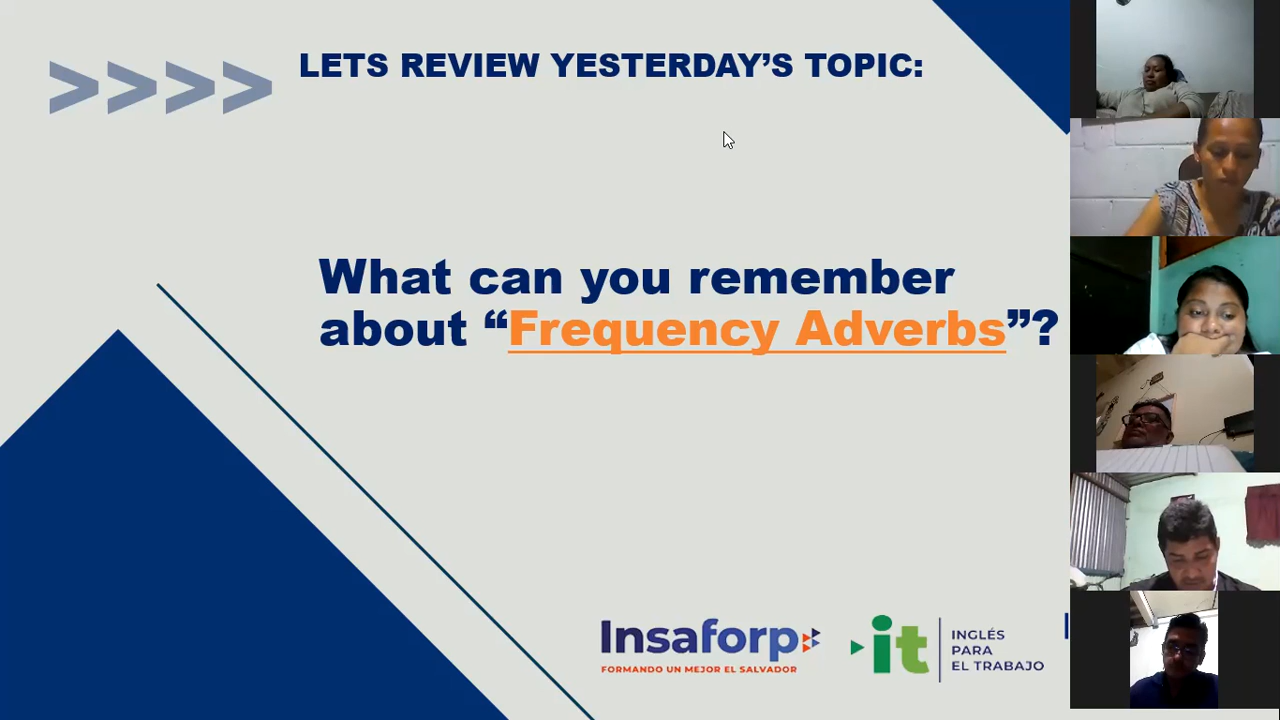 LETS REVIEW YESTERDAY’S TOPIC:
What can you remember
about “Frequency Adverbs”?
Insaforp
FORMANDO UN MEJOR EL SALVADOR
it
INGLÉS
PARA
EL TRABAJO